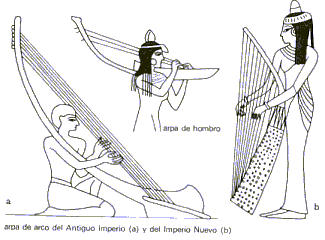 arpa de hombro
a
b
arpa de arco del Antiguo Imperio (a) y del Imperio Nuevo (b)